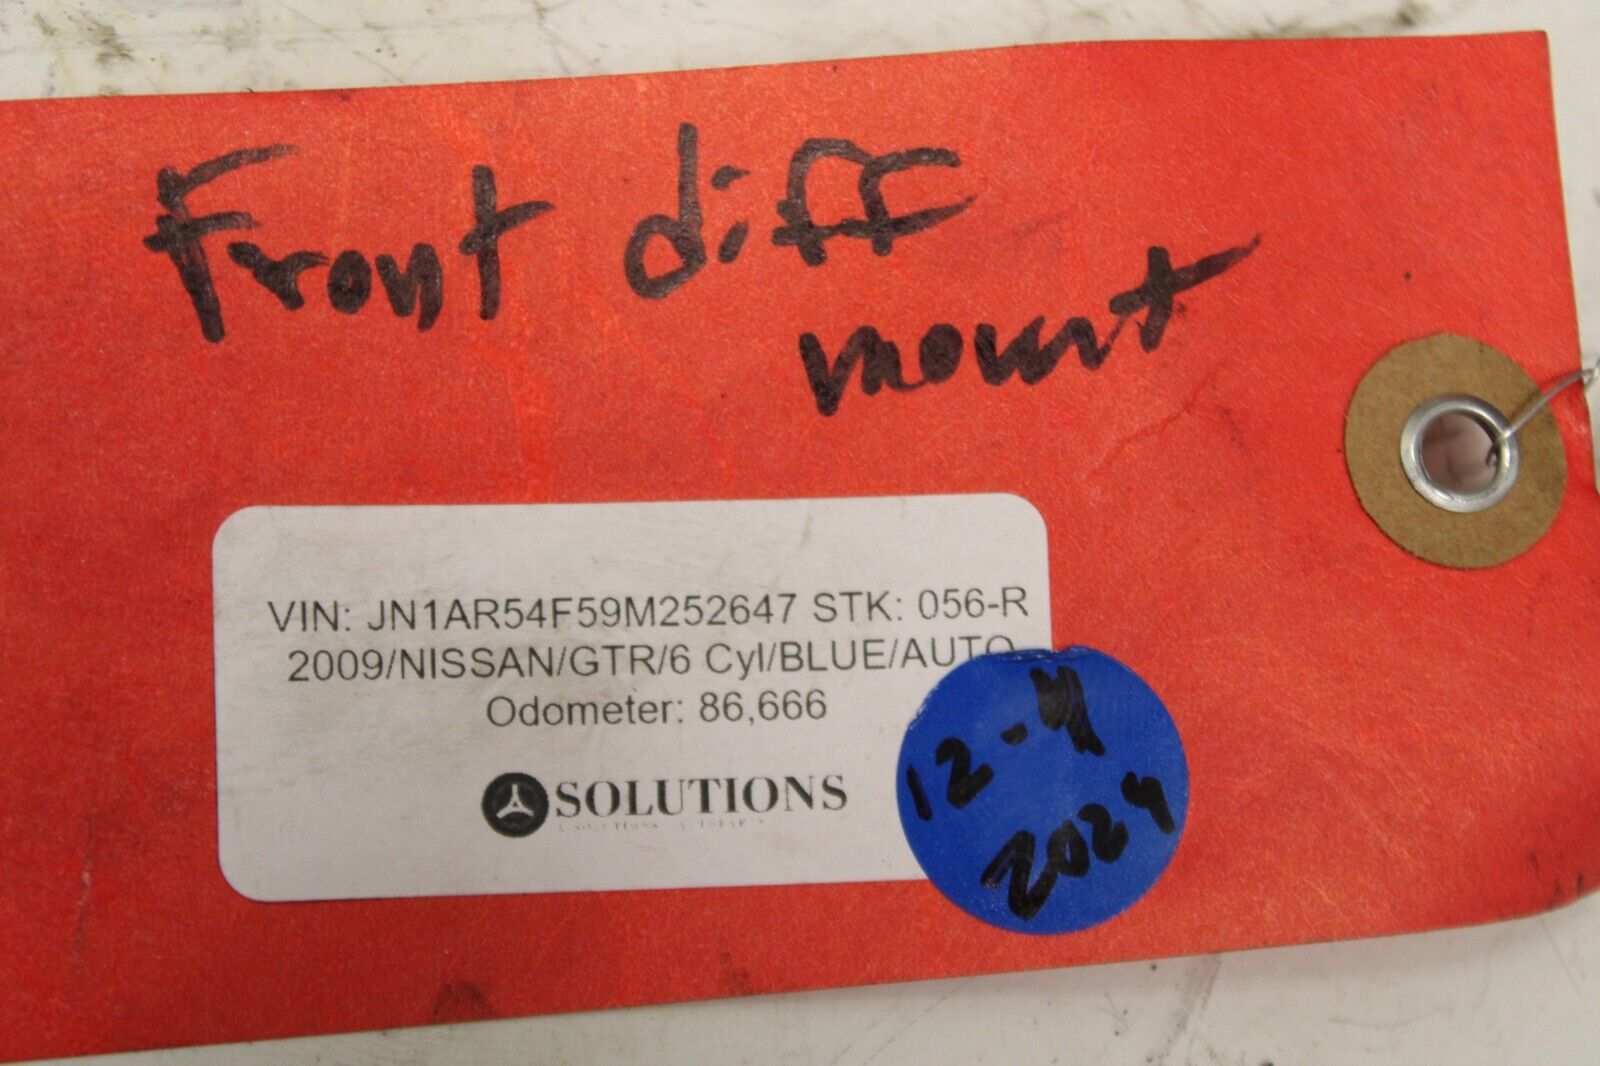 Front diff
mount
VIN: JN1AR54F59M252647 STK: 056-R
2009/NISSAN/GTR/6 Cyl/BLUE/AUTO
Odometer: 86,666
SOLUTIONS
12-4
2024